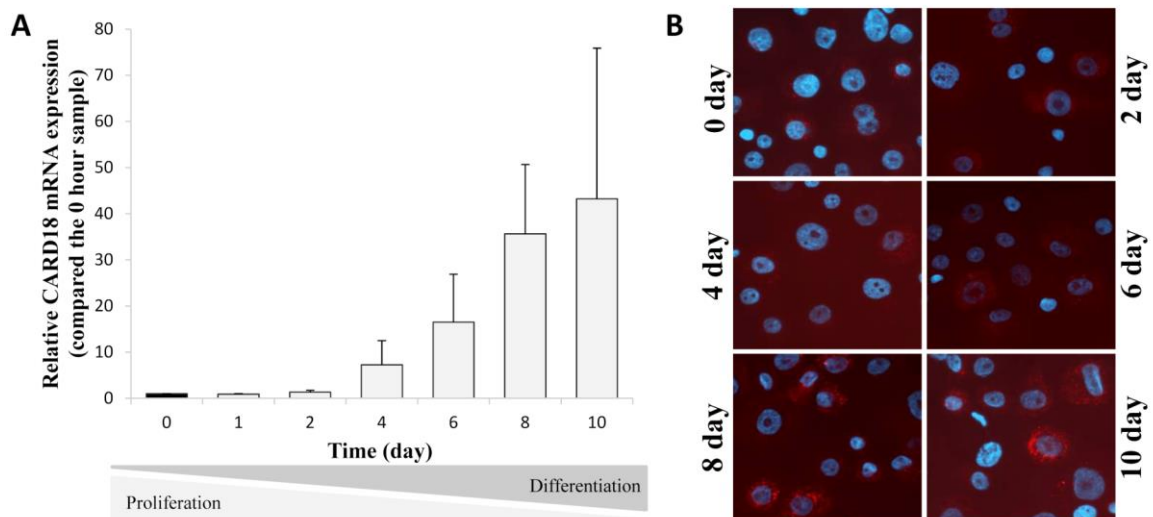 A
Relative CARD18 mRNA expression
(compared the 0 hour sample)
80
70
60
50
40
30
20
10
0
0 1 2 4 6 8 10
Time (day)
Proliferation
Differentiation
B
0 day
2 day
4 day
6 day
8 day
10 day